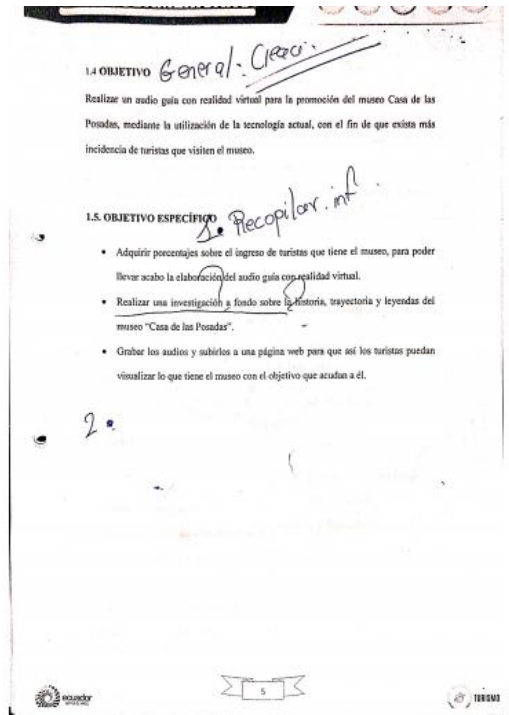 1.4 OBJETIVO General: Creaci.
Realizar un audio guía con realidad virtual para la promoción del museo Casa de las
Posadas, mediante la utilización de la tecnología actual, con el fin de que exista más
incidencia de turistas que visiten el museo.
1.5. OBJETIVO ESPECÍFICO
1. Recopilar. inf.
• Adquirir porcentajes sobre el ingreso de turistas que tiene el museo, para poder
llevar acabo la elaboración del audio guía con realidad virtual.
• Realizar una investigación a fondo sobre la historia, trayectoria y leyendas del
museo "Casa de las Posadas".
• Grabar los audios y subirlos a una página web para que así los turistas puedan
visualizar lo que tiene el museo con el objetivo que acudan a él.
2.
ecuador
5
TURISMO